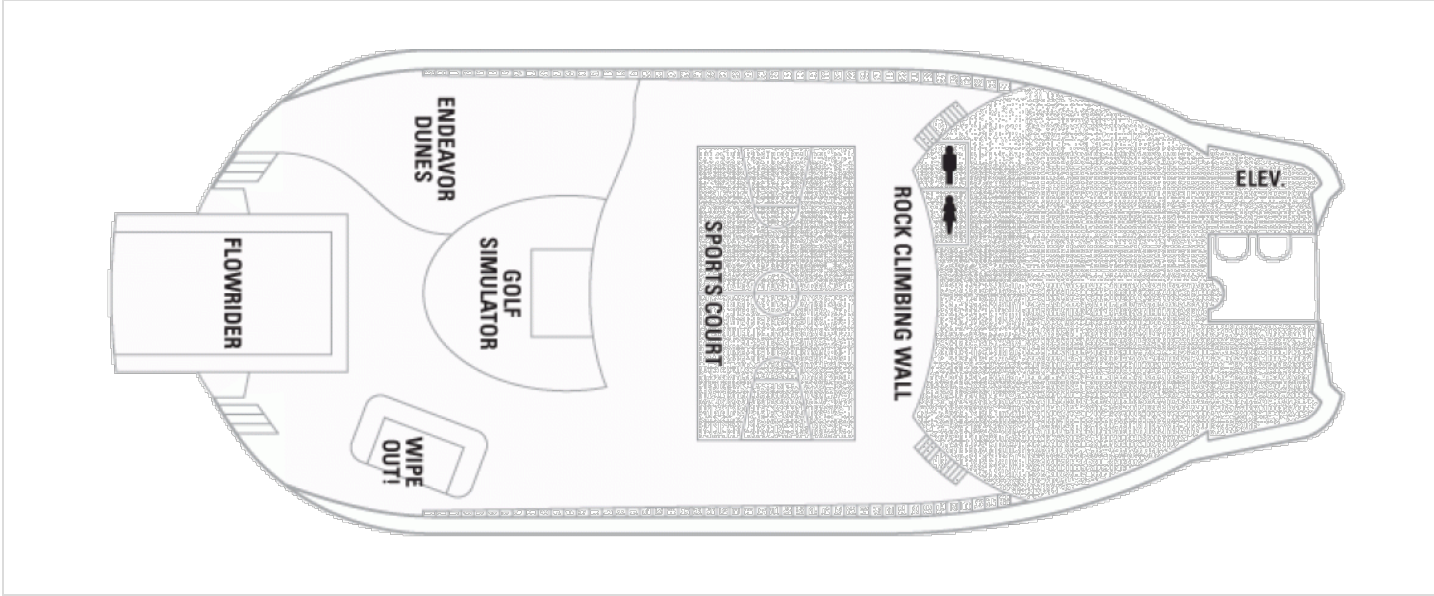 ENDEAVOR
DUNES
ELEV.
FLOWRIDER
GOLF
SIMULATOR
SPORTS COURT
ROCK CLIMBING WALL
WIPE
OUT!